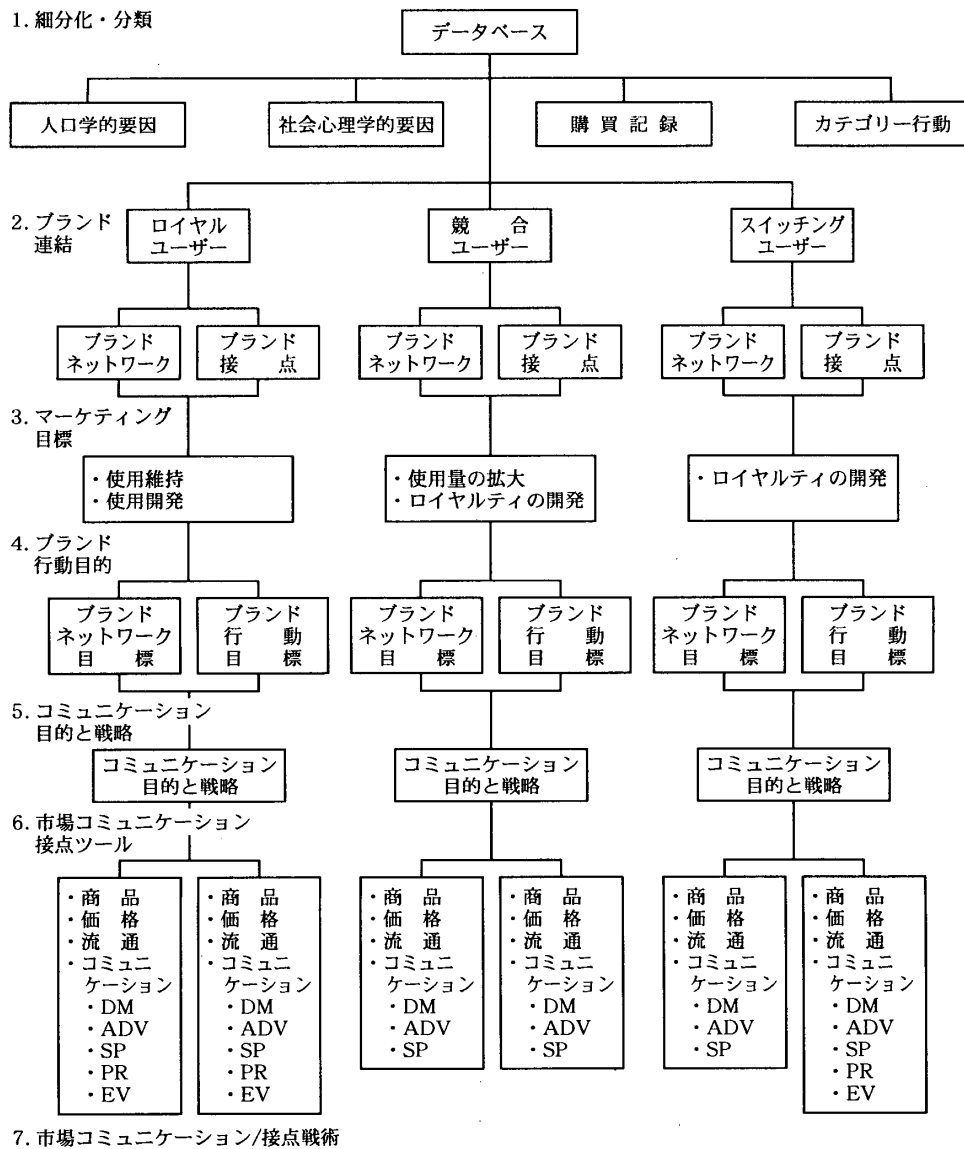 1. 細分化・分類
データベース
人口学的要因
社会心理学的要因
購買記録
カテゴリー行動
2. ブランド
連結
ロイヤル
ユーザー
競合
ユーザー
スイッチング
ユーザー
ブランド
ネットワーク
ブランド
接点
ブランド
ネットワーク
ブランド
接点
ブランド
ネットワーク
ブランド
接点
3. マーケティング
目標
・使用維持
・使用開発
・使用量の拡大
・ロイヤルティの開発
・ロイヤルティの開発
4. ブランド
行動目的
ブランド
ネットワーク
目標
ブランド
行動
目標
ブランド
ネットワーク
目標
ブランド
行動
目標
ブランド
ネットワーク
目標
ブランド
行動
目標
5. コミュニケーション
目的と戦略
コミュニケーション
目的と戦略
コミュニケーション
目的と戦略
コミュニケーション
目的と戦略
6. 市場コミュニケーション
接点ツール
・商品
・価格
・流通
・コミュニ
ケーション
・DM
・ADV
・SP
・PR
・EV
・商品
・価格
・流通
・コミュニ
ケーション
・DM
・ADV
・SP
・PR
・EV
・商品
・価格
・流通
・コミュニ
ケーション
・DM
・ADV
・SP
・商品
・価格
・流通
・コミュニ
ケーション
・DM
・ADV
・SP
・商品
・価格
・流通
・コミュニ
ケーション
・DM
・ADV
・SP
・商品
・価格
・流通
・コミュニ
ケーション
・DM
・ADV
・SP
・PR
・EV
7. 市場コミュニケーション/接点戦術